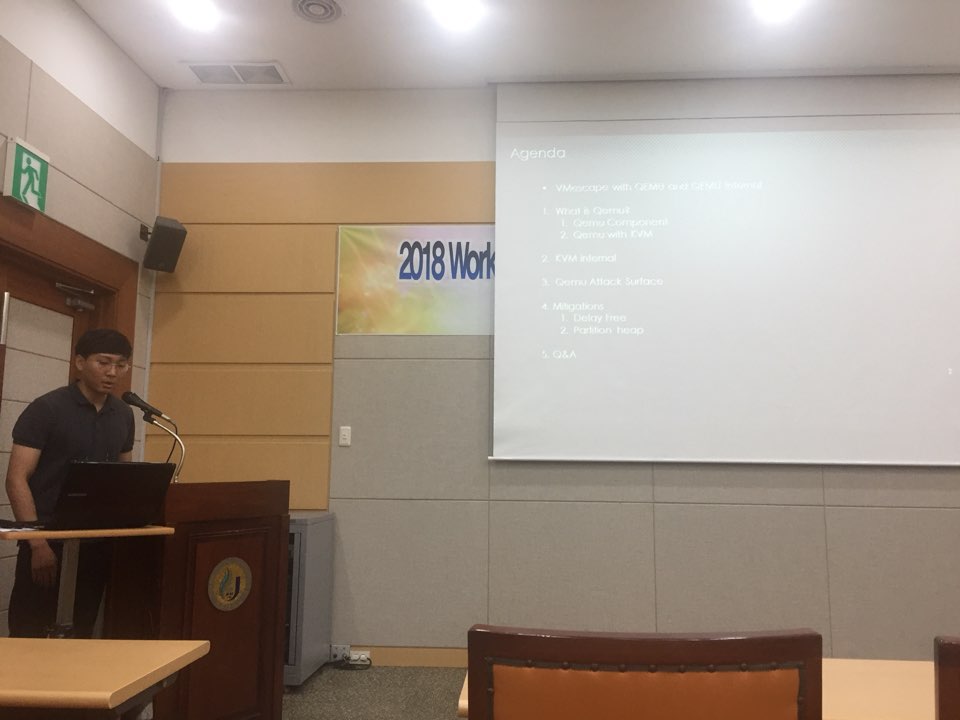 Agenda
• VMescape with QEMU and QEMU Internal
1. What is Qemu?
1. Qemu Component
2. Qemu with KVM
2. KVM Internal
3. Qemu Attack Surface
4. Mitigations
1. Delay Free
2. Partition heap
5. Q&A
2018 Work
SAMSUNG
J